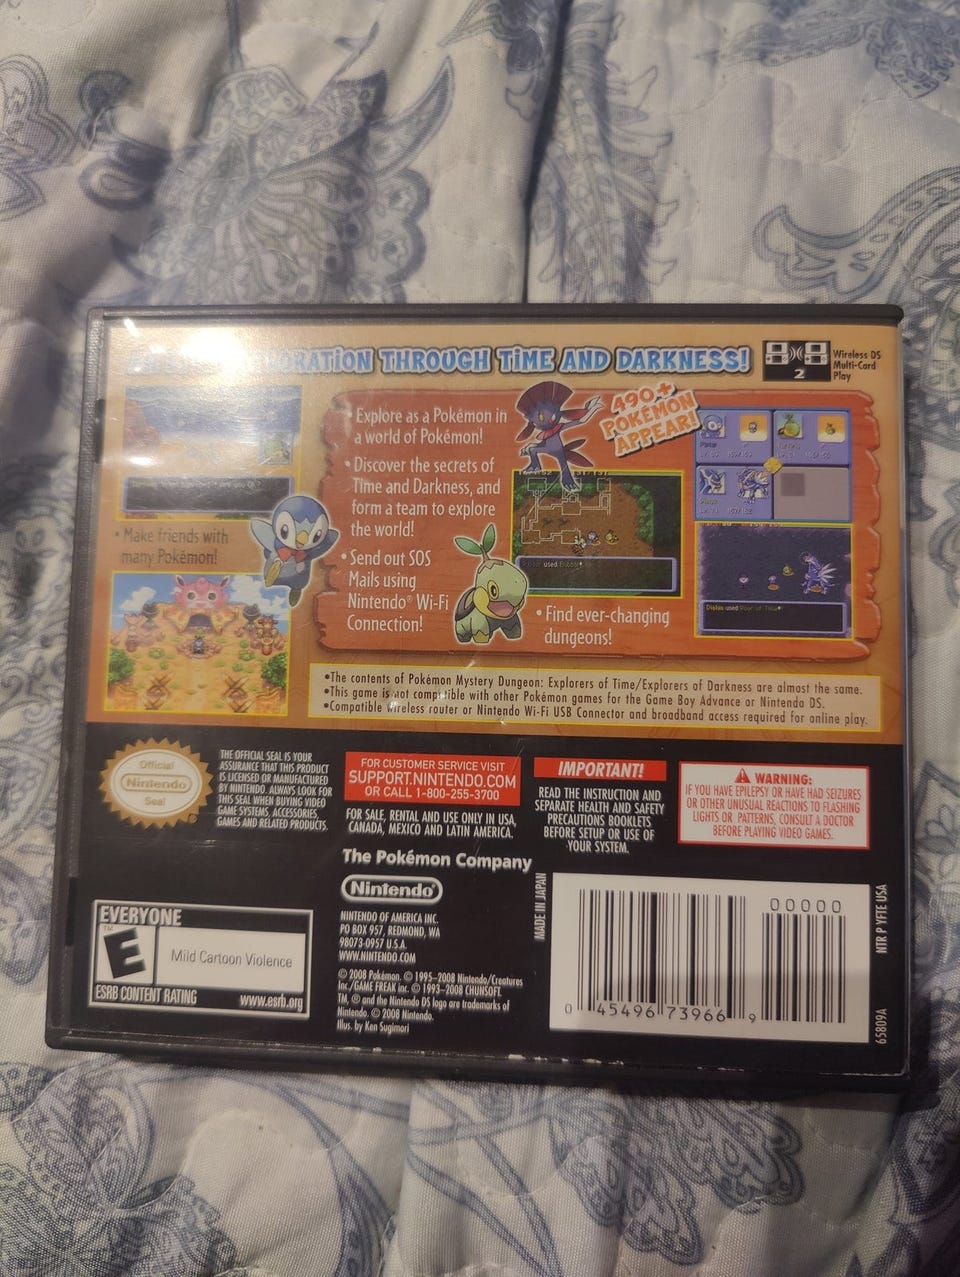 ORATION THROUGH TIME AND DARKNESS!
2
Wireless DS
Multi-Card
Play
• Explore as a Pokémon in
a world of Pokémon!
• Discover the secrets of
Time and Darkness, and
form a team to explore
the world!
• Send out SOS
Mails using
Nintendo® Wi-Fi
Connection!
490+
POKÉMON
APPEAR!
• Make friends with
many Pokémon!
• Find ever-changing
dungeons!
Dialga used Roar of Time!
•The contents of Pokémon Mystery Dungeon: Explorers of Time/Explorers of Darkness are almost the same.
•This game is not compatible with other Pokémon games for the Game Boy Advance or Nintendo DS.
•Compatible wireless router or Nintendo Wi-Fi USB Connector and broadband access required for online play.
Official
Nintendo
Seal
THE OFFICIAL SEAL IS YOUR
ASSURANCE THAT THIS PRODUCT
IS LICENSED OR MANUFACTURED
BY NINTENDO. ALWAYS LOOK FOR
THIS SEAL WHEN BUYING VIDEO
GAME SYSTEMS, ACCESSORIES,
GAMES AND RELATED PRODUCTS.
FOR CUSTOMER SERVICE VISIT
SUPPORT.NINTENDO.COM
OR CALL 1-800-255-3700
FOR SALE, RENTAL AND USE ONLY IN USA,
CANADA, MEXICO AND LATIN AMERICA.
IMPORTANT!
READ THE INSTRUCTION AND
SEPARATE HEALTH AND SAFETY
PRECAUTIONS BOOKLETS
BEFORE SETUP OR USE OF
YOUR SYSTEM.
WARNING:
IF YOU HAVE EPILEPSY OR HAVE HAD SEIZURES
OR OTHER UNUSUAL REACTIONS TO FLASHING
LIGHTS OR PATTERNS, CONSULT A DOCTOR
BEFORE PLAYING VIDEO GAMES.
The Pokémon Company
Nintendo®
NINTENDO OF AMERICA INC.
PO BOX 957, REDMOND, WA
98073-0957 U.S.A.
WWW.NINTENDO.COM
© 2008 Pokémon. © 1995–2008 Nintendo/Creatures
Inc./GAME FREAK inc. © 1993–2008 CHUNSOFT.
TM, ® and the Nintendo DS logo are trademarks of
Nintendo. © 2008 Nintendo.
Illus. by Ken Sugimori
EVERYONE
E
TM
Mild Cartoon Violence
ESRB CONTENT RATING www.esrb.org
MADE IN JAPAN
00000
0 45496 73966 9
NTR P YFTE USA
65809A